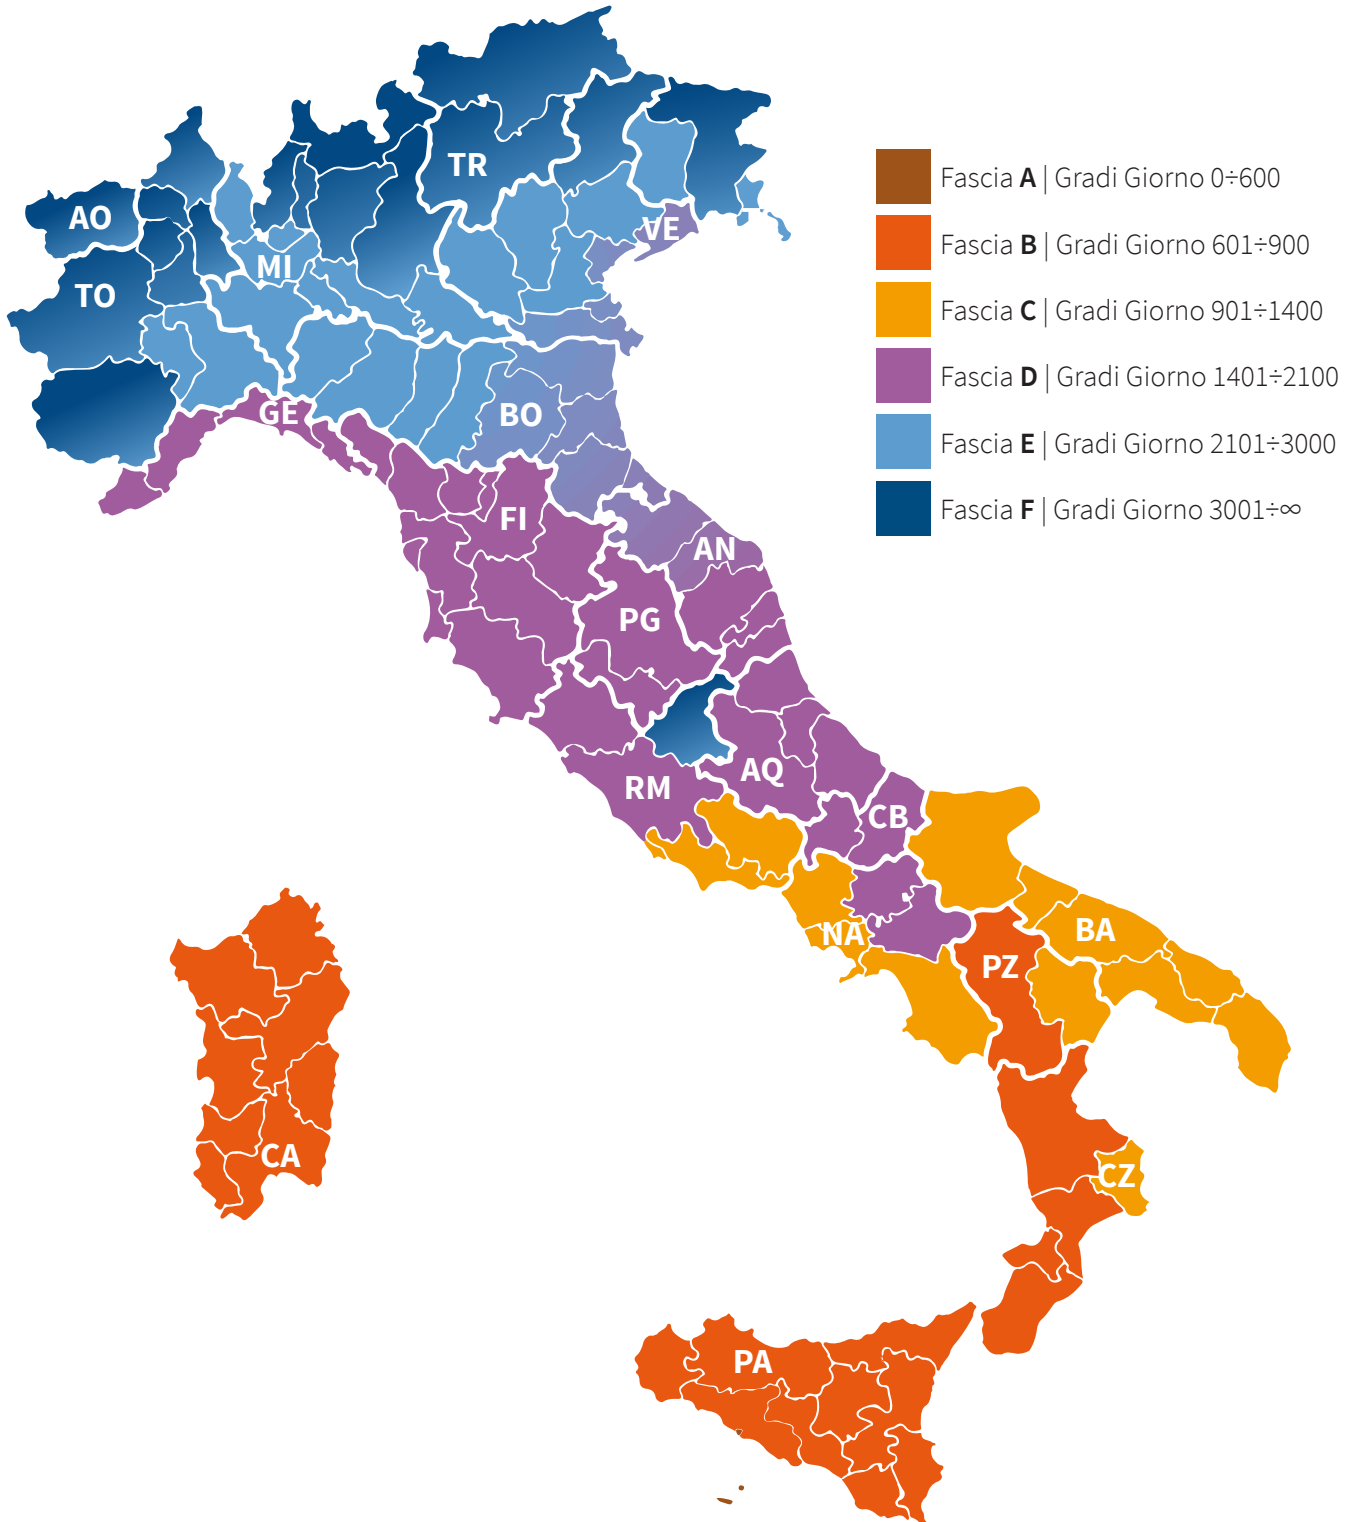 TR
AO
VE
MI
TO
GE
BO
FI
AN
PG
AQ
RM
CB
NA
BA
PZ
CA
CZ
PA
Fascia A | Gradi Giorno 0÷600
Fascia B | Gradi Giorno 601÷900
Fascia C | Gradi Giorno 901÷1400
Fascia D | Gradi Giorno 1401÷2100
Fascia E | Gradi Giorno 2101÷3000
Fascia F | Gradi Giorno 3001÷∞